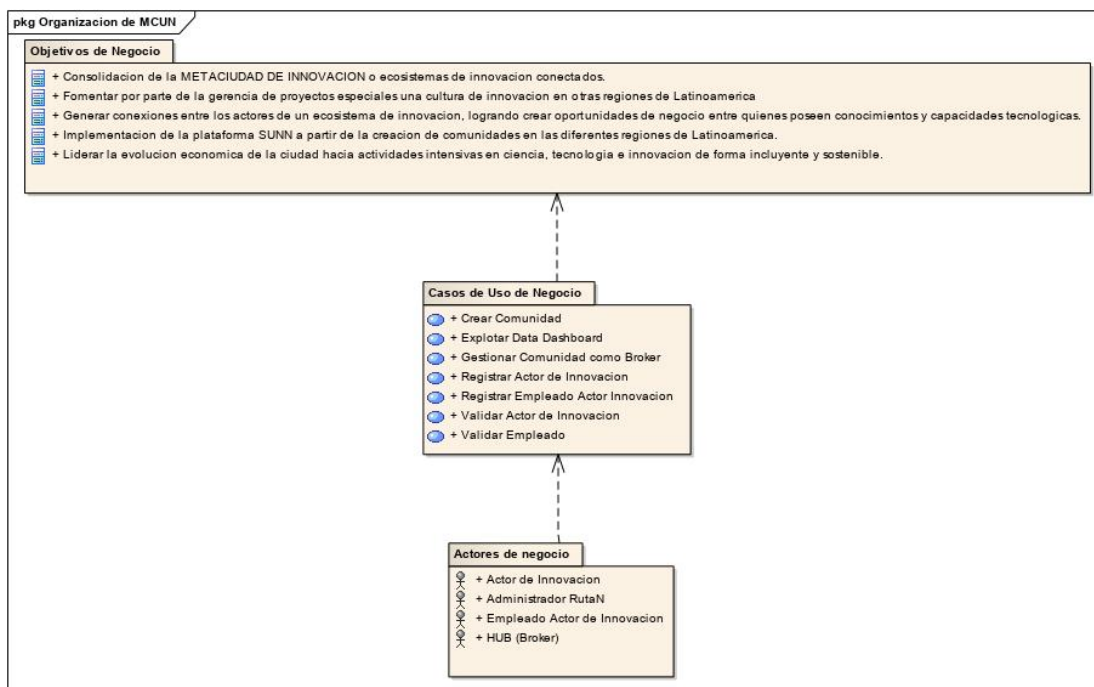 pkg Organizacion de MCUN
Objetivos de Negocio
+ Consolidacion de la METACIUDAD DE INNOVACION o ecosistemas de innovacion conectados.
+ Fomentar por parte de la gerencia de proyectos especiales una cultura de innovacion en otras regiones de Latinoamerica
+ Generar conexiones entre los actores de un ecosistema de innovacion, logrando crear oportunidades de negocio entre quienes poseen conocimientos y capacidades tecnologicas.
+ Implementacion de la plataforma SUNN a partir de la creacion de comunidades en las diferentes regiones de Latinoamerica.
+ Liderar la evolucion economica de la ciudad hacia actividades intensivas en ciencia, tecnologia e innovacion de forma incluyente y sostenible.
Casos de Uso de Negocio
+ Crear Comunidad
+ Explotar Data Dashboard
+ Gestionar Comunidad como Broker
+ Registrar Actor de Innovacion
+ Registrar Empleado Actor Innovacion
+ Validar Actor de Innovacion
+ Validar Empleado
Actores de negocio
+ Actor de Innovacion
+ Administrador RutaN
+ Empleado Actor de Innovacion
+ HUB (Broker)